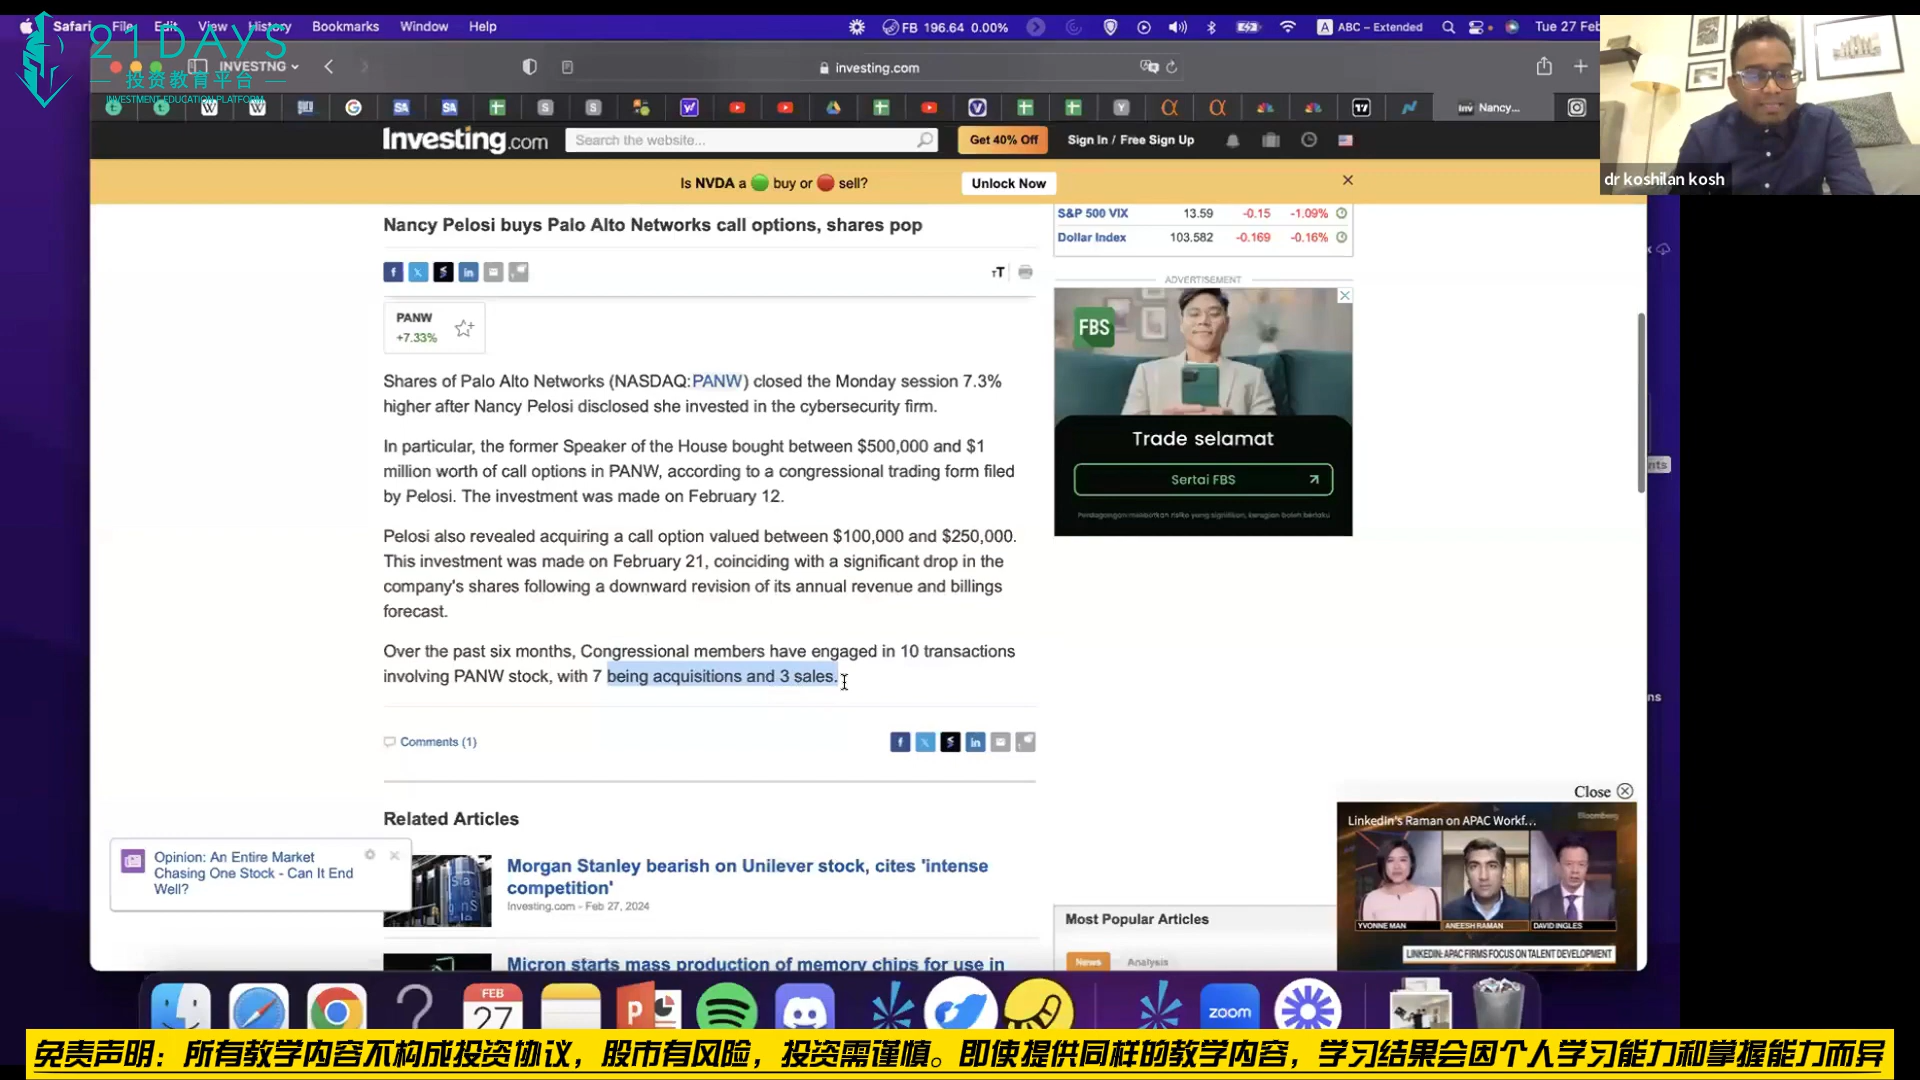 Safari File Edit View History Bookmarks Window Help
FB 196.64 0.00%
A ABC – Extended
Tue 27 Feb
21DAYS
投资教育平台
INVESTMENT EDUCATION PLATFORM
INVESTNG
investng.com
Nancy...
Investing.com
Search the website...
Get 40% Off
Sign In / Free Sign Up
dr koshilan kosh
Is NVDA a buy or sell?
Unlock Now
Nancy Pelosi buys Palo Alto Networks call options, shares pop
S&P 500 VIX 13.59 -0.15 -1.09%
Dollar Index 103.582 -0.169 -0.16%
ADVERTISEMENT
PANW
+7.33%
FBS
Trade selamat
Sertai FBS
Shares of Palo Alto Networks (NASDAQ:PANW) closed the Monday session 7.3%
higher after Nancy Pelosi disclosed she invested in the cybersecurity firm.
In particular, the former Speaker of the House bought between $500,000 and $1
million worth of call options in PANW, according to a congressional trading form filed
by Pelosi. The investment was made on February 12.
Pelosi also revealed acquiring a call option valued between $100,000 and $250,000.
This investment was made on February 21, coinciding with a significant drop in the
company's shares following a downward revision of its annual revenue and billings
forecast.
Over the past six months, Congressional members have engaged in 10 transactions
involving PANW stock, with 7 being acquisitions and 3 sales.
Comments (1)
Related Articles
Morgan Stanley bearish on Unilever stock, cites 'intense
competition'
Investing.com - Feb 27, 2024
Micron starts mass production of memory chips for use in
Opinion: An Entire Market
Chasing One Stock - Can It End
Well?
Most Popular Articles
News Analysis
Close
LinkedIn's Raman on APAC Workf...
Bloomberg
YVONNE MAN ANEESH RAMAN DAVID INGLES
LINKEDIN: APAC FIRMS FOCUS ON TALENT DEVELOPMENT
FEB
27
zoom
免责声明：所有教学内容不构成投资协议，股市有风险，投资需谨慎。即使提供同样的教学内容，学习结果会因个人学习能力和掌握能力而异